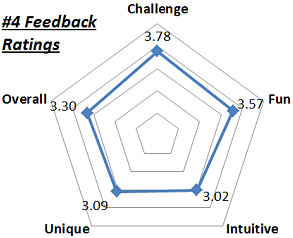 #4 Feedback
Ratings
Challenge
3.78
Overall
3.30
3.57
Fun
3.09
3.02
Unique
Intuitive